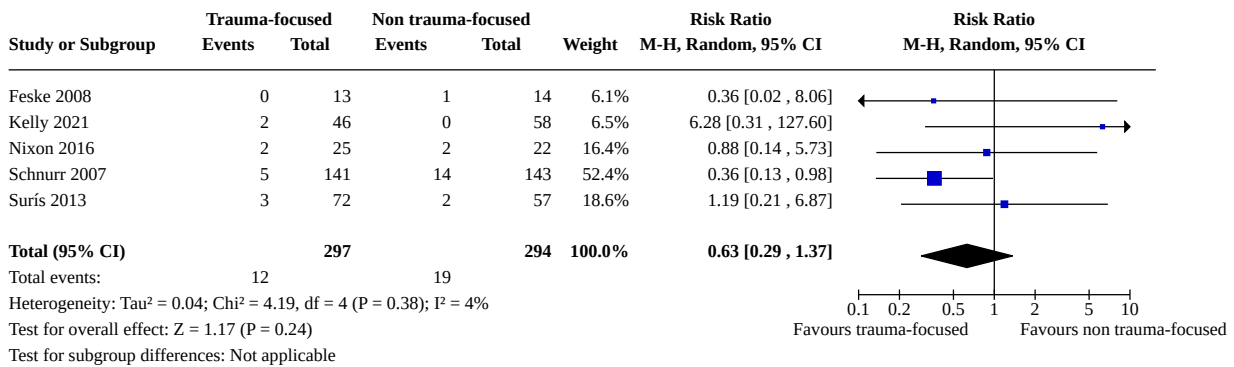 Trauma-focused Non trauma-focused Risk Ratio Risk Ratio
Study or Subgroup Events Total Events Total Weight M-H, Random, 95% CI M-H, Random, 95% CI
Feske 2008 0 13 1 14 6.1% 0.36 [0.02 , 8.06]
Kelly 2021 2 46 0 58 6.5% 6.28 [0.31 , 127.60]
Nixon 2016 2 25 2 22 16.4% 0.88 [0.14 , 5.73]
Schnurr 2007 5 141 14 143 52.4% 0.36 [0.13 , 0.98]
Surís 2013 3 72 2 57 18.6% 1.19 [0.21 , 6.87]
Total (95% CI) 297 294 100.0% 0.63 [0.29 , 1.37]
Total events: 12 19
Heterogeneity: Tau² = 0.04; Chi² = 4.19, df = 4 (P = 0.38); I² = 4%
0.1 0.2 0.5 1 2 5 10
Test for overall effect: Z = 1.17 (P = 0.24) Favours trauma-focused Favours non trauma-focused
Test for subgroup differences: Not applicable